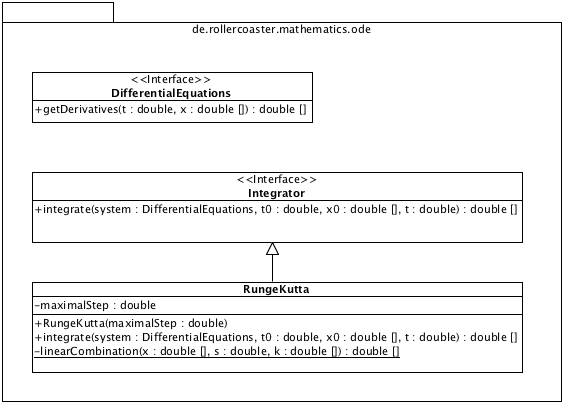 de.rollercoaster.mathematics.ode
<<Interface>>
DifferentialEquations
+getDerivatives(t : double, x : double []) : double []
<<Interface>>
Integrator
+integrate(system : DifferentialEquations, t0 : double, x0 : double [], t : double) : double []
RungeKutta
-maximalStep : double
+RungeKutta(maximalStep : double)
+integrate(system : DifferentialEquations, t0 : double, x0 : double [], t : double) : double []
-linearCombination(x : double [], s : double, k : double []) : double []